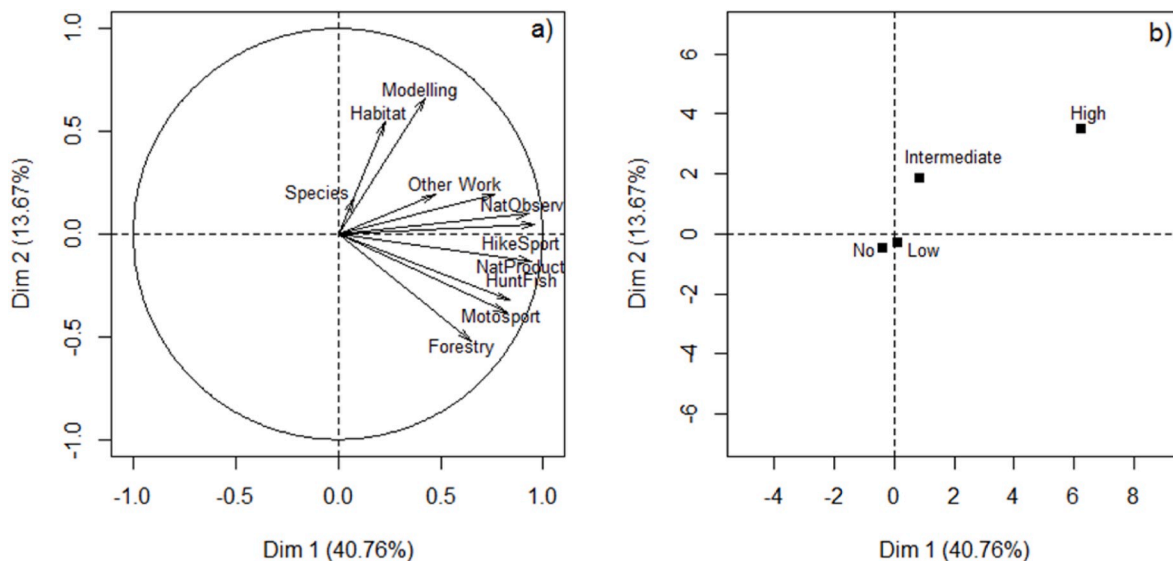 a)
1.0
0.5
0.0
-0.5
-1.0
Dim 2 (13.67%)
Modelling
Habitat
Species
Other Work
NatObserv
HikeSport
NatProduct
HuntFish
Motosport
Forestry
-1.0 -0.5 0.0 0.5 1.0
Dim 1 (40.76%)
b)
6
4
2
0
-2
-4
-6
Dim 2 (13.67%)
High
Intermediate
No Low
-4 -2 0 2 4 6 8
Dim 1 (40.76%)